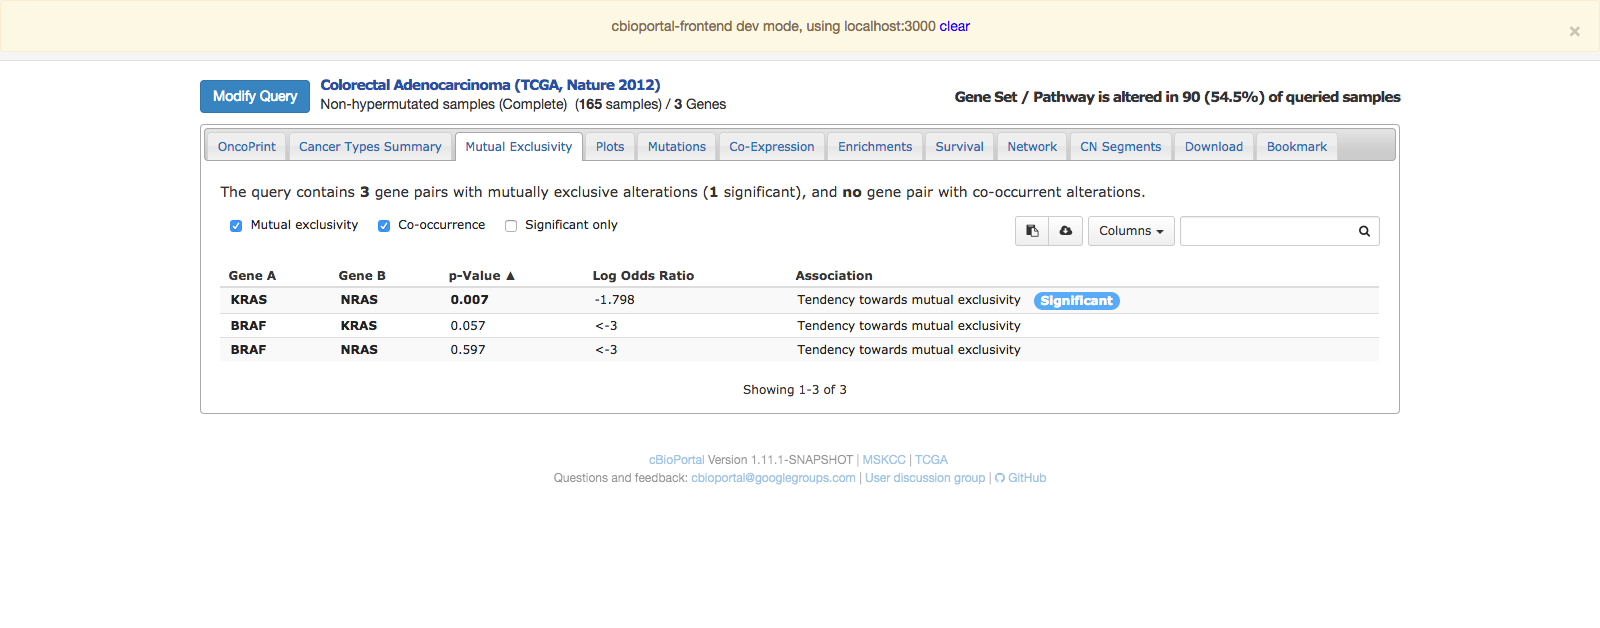 cbioportal-frontend dev mode, using localhost:3000 clear
×
Modify Query
Colorectal Adenocarcinoma (TCGA, Nature 2012)
Non-hypermutated samples (Complete) (165 samples) / 3 Genes
Gene Set / Pathway is altered in 90 (54.5%) of queried samples
OncoPrint Cancer Types Summary Mutual Exclusivity Plots Mutations Co-Expression Enrichments Survival Network CN Segments Download Bookmark
The query contains 3 gene pairs with mutually exclusive alterations (1 significant), and no gene pair with co-occurrent alterations.
Mutual exclusivity Co-occurrence Significant only
Columns
Gene A Gene B p-Value ▲ Log Odds Ratio Association
KRAS NRAS 0.007 -1.798 Tendency towards mutual exclusivity Significant
BRAF KRAS 0.057 <-3 Tendency towards mutual exclusivity
BRAF NRAS 0.597 <-3 Tendency towards mutual exclusivity
Showing 1-3 of 3
cBioPortal Version 1.11.1-SNAPSHOT | MSKCC | TCGA
Questions and feedback: cbioportal@googlegroups.com | User discussion group | GitHub